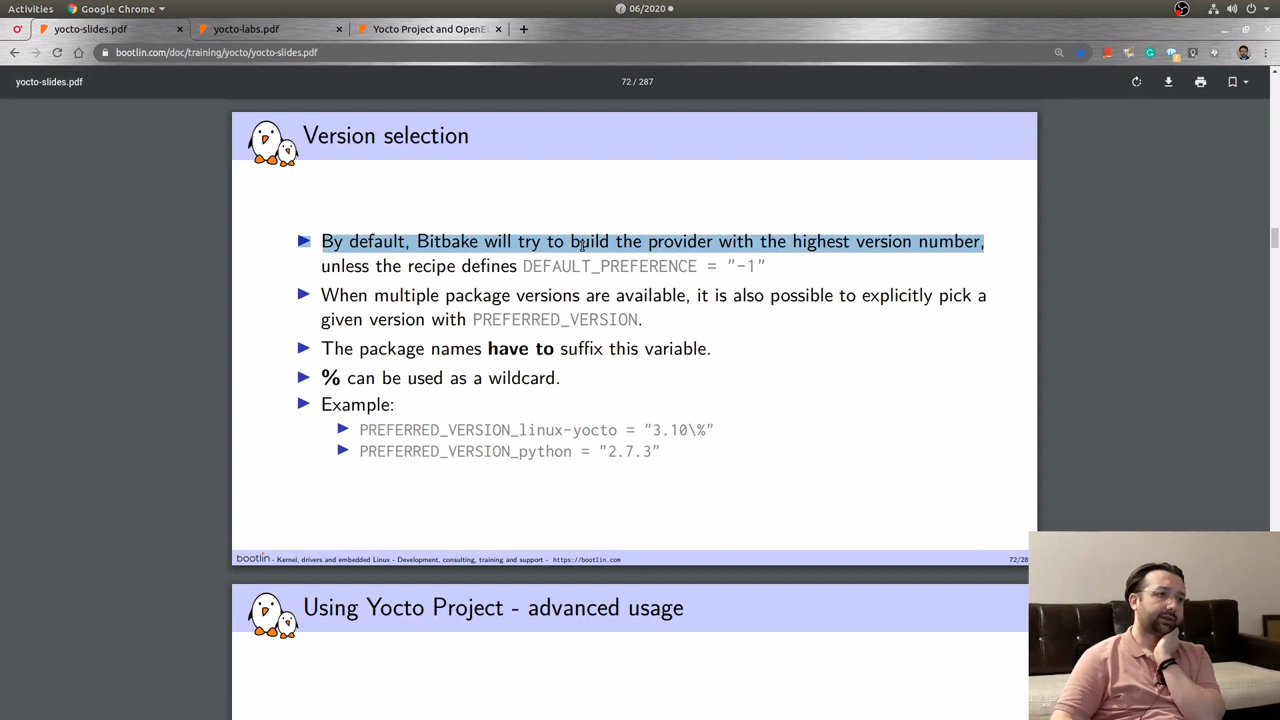 Activities
Google Chrome
06/2020
yocto-slides.pdf
yocto-labs.pdf
Yocto Project and OpenE
bootlin.com/doc/training/yocto/yocto-slides.pdf
yocto-slides.pdf
72 / 287
Version selection
By default, Bitbake will try to build the provider with the highest version number,
unless the recipe defines DEFAULT_PREFERENCE = "-1"
When multiple package versions are available, it is also possible to explicitly pick a
given version with PREFERRED_VERSION.
The package names have to suffix this variable.
% can be used as a wildcard.
Example:
PREFERRED_VERSION_linux-yocto = "3.10\%"
PREFERRED_VERSION_python = "2.7.3"
bootlin - Kernel, drivers and embedded Linux - Development, consulting, training and support - https://bootlin.com
72/28
Using Yocto Project - advanced usage